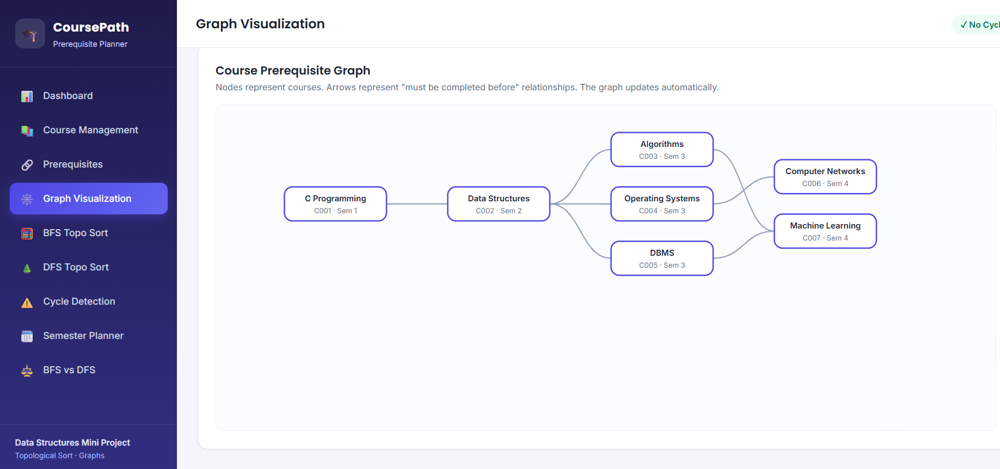 CoursePath
Prerequisite Planner
Dashboard
Course Management
Prerequisites
Graph Visualization
BFS Topo Sort
DFS Topo Sort
Cycle Detection
Semester Planner
BFS vs DFS
Data Structures Mini Project
Topological Sort · Graphs
Graph Visualization
✓ No Cycl
Course Prerequisite Graph
Nodes represent courses. Arrows represent "must be completed before" relationships. The graph updates automatically.
C Programming
C001 · Sem 1
Data Structures
C002 · Sem 2
Algorithms
C003 · Sem 3
Operating Systems
C004 · Sem 3
DBMS
C005 · Sem 3
Computer Networks
C006 · Sem 4
Machine Learning
C007 · Sem 4